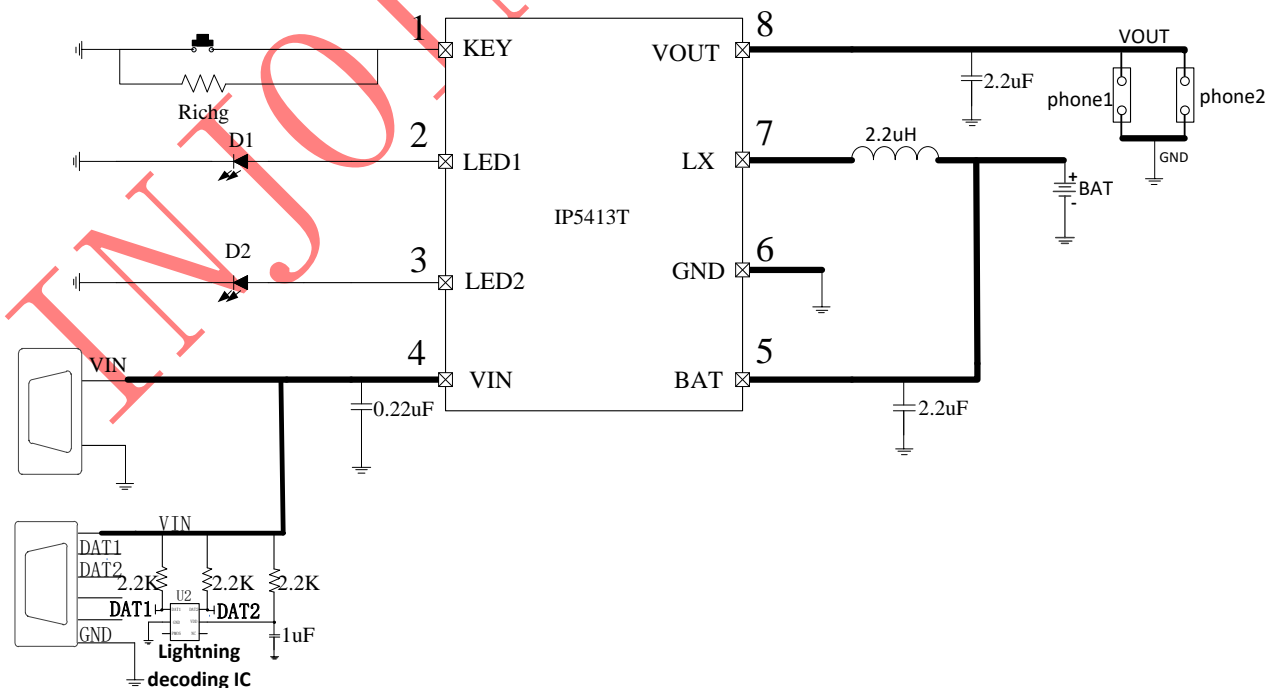 INJOI
1
KEY
Richg
D1
2
LED1
D2
3
LED2
VIN
4
VIN
0.22uF
IP5413T
8
VOUT
VOUT
2.2uF
phone1
phone2
GND
7
LX
2.2uH
+
BAT
-
6
GND
5
BAT
2.2uF
VIN
DAT1
DAT2
2.2K
2.2K
2.2K
U2
DAT1
DAT2
GND
1uF
Lightning
decoding IC